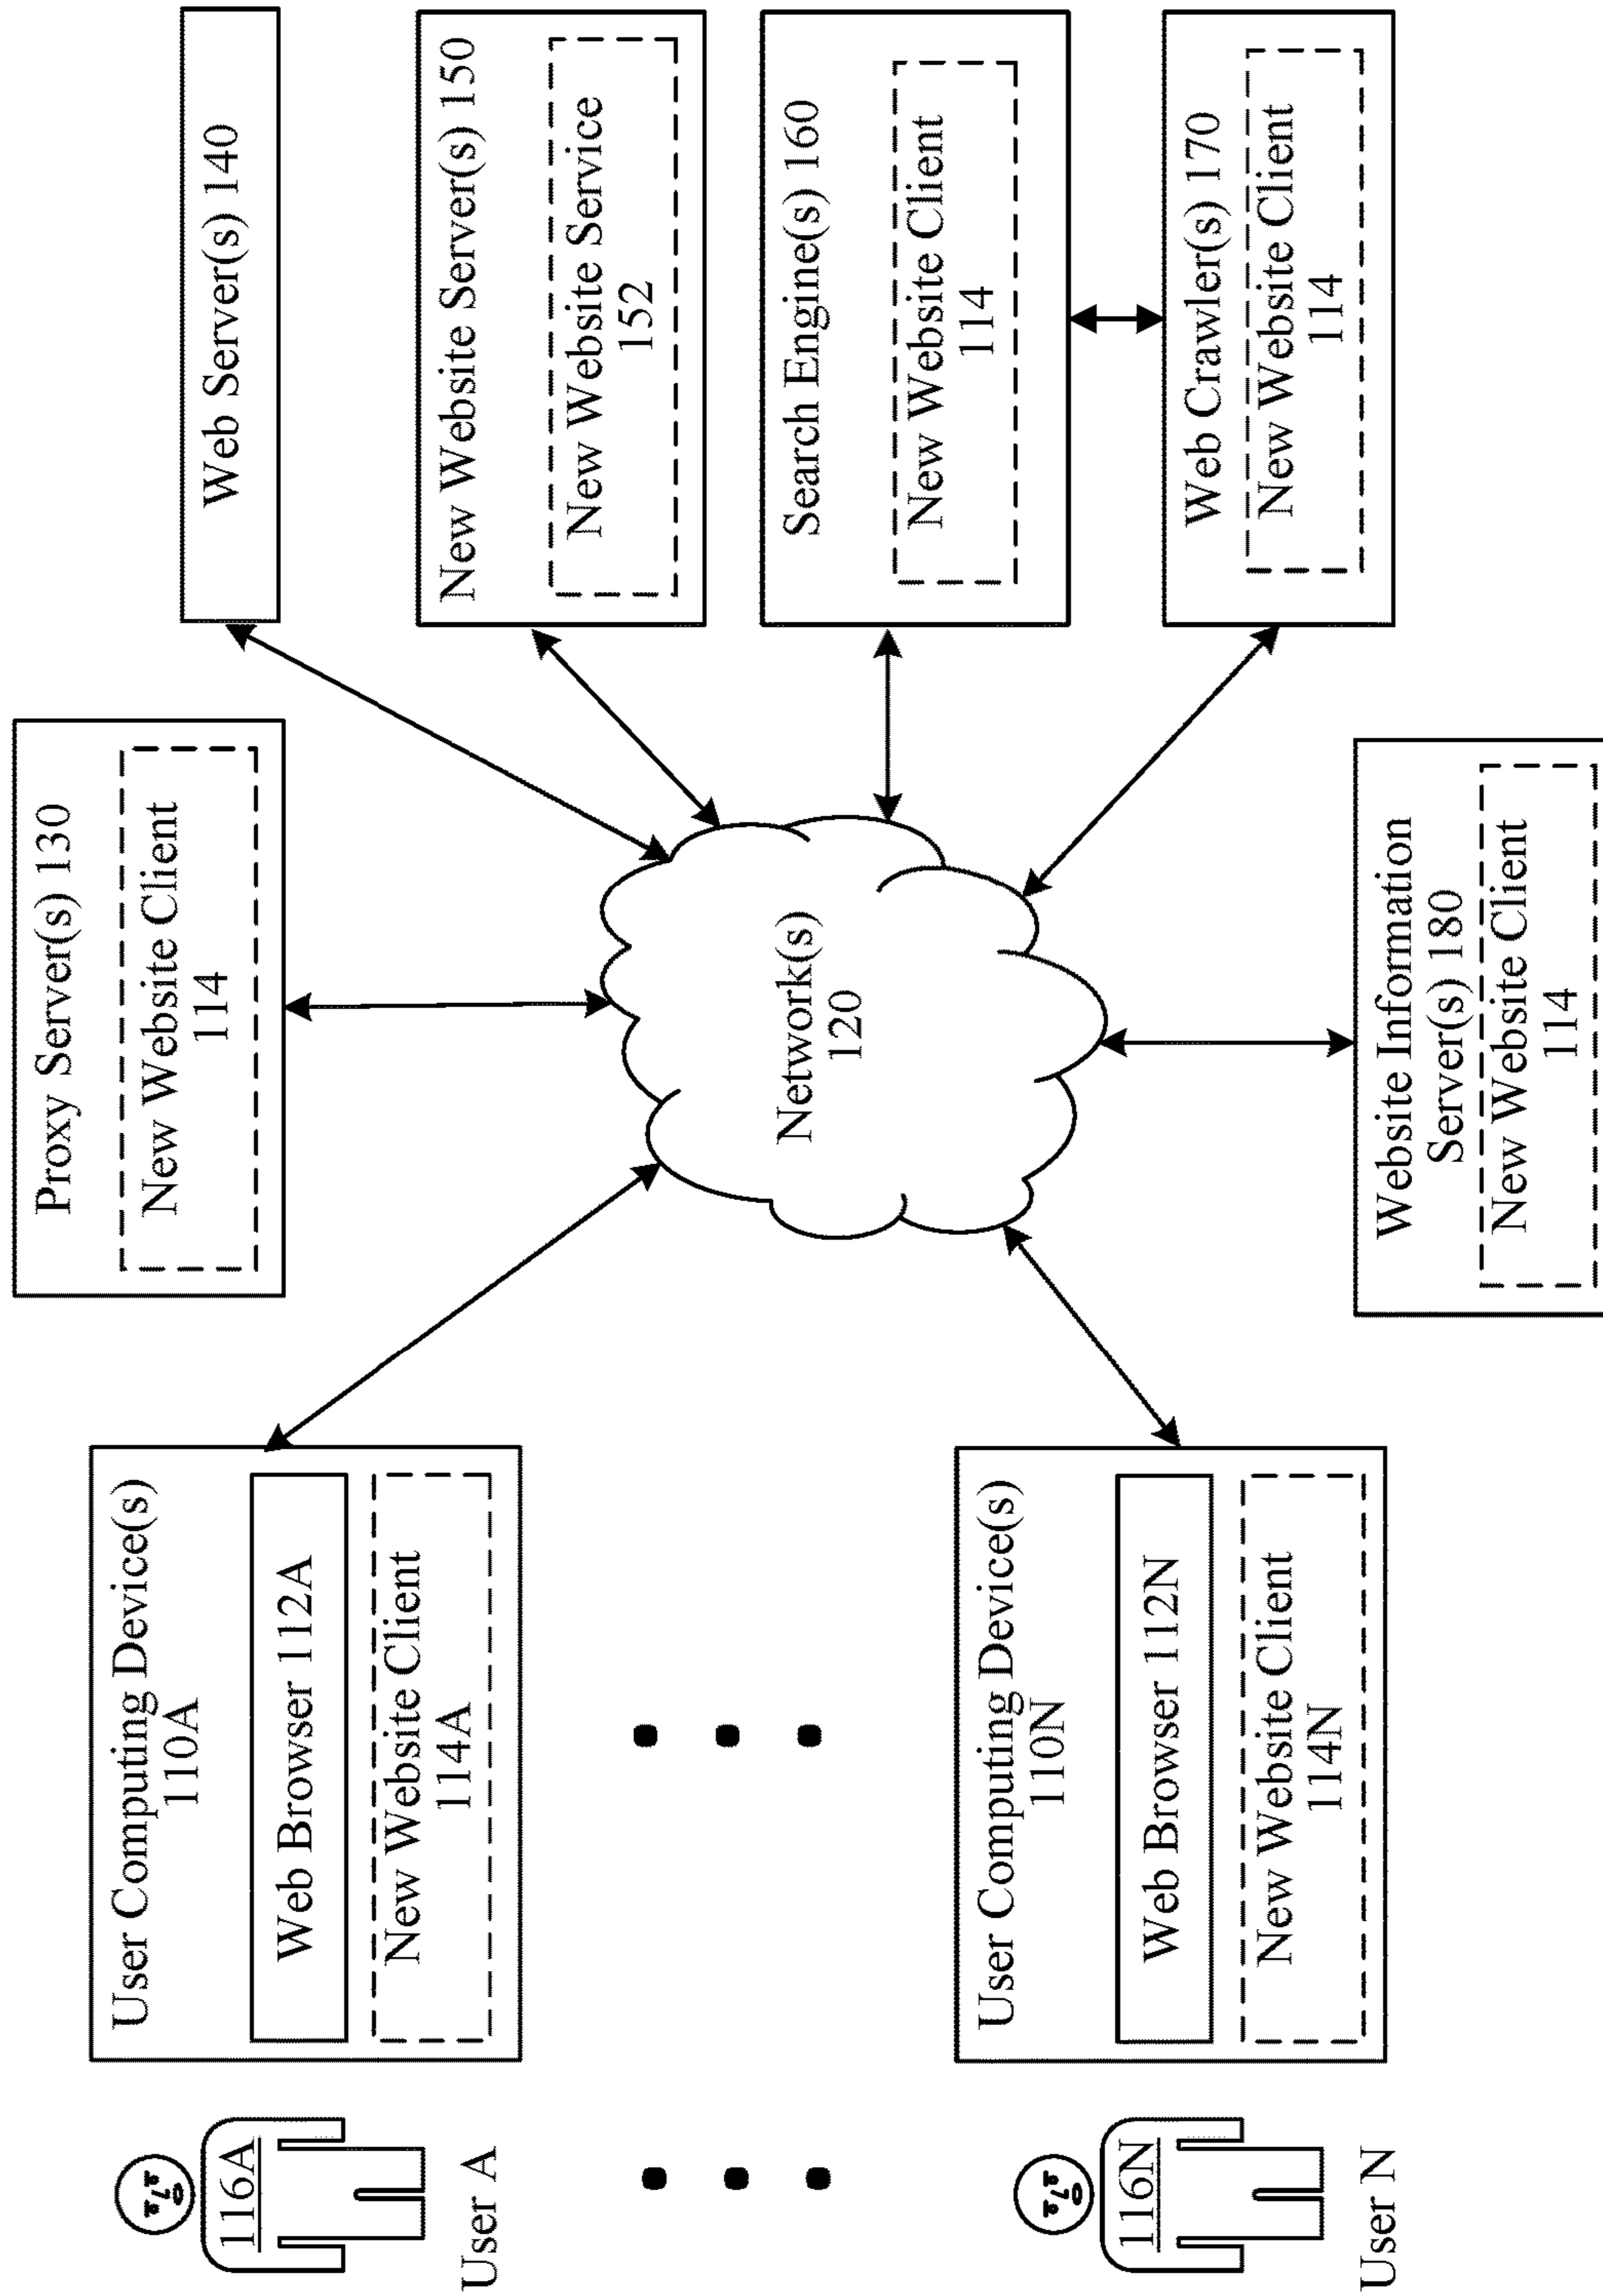 User A
116A
User Computing Device(s)
110A
Web Browser 112A
New Website Client
114A
User N
116N
User Computing Device(s)
110N
Web Browser 112N
New Website Client
114N
Proxy Server(s) 130
New Website Client
114
Network(s)
120
Website Information
Server(s) 180
New Website Client
114
Web Server(s) 140
New Website Server(s) 150
New Website Service
152
Search Engine(s) 160
New Website Client
114
Web Crawler(s) 170
New Website Client
114